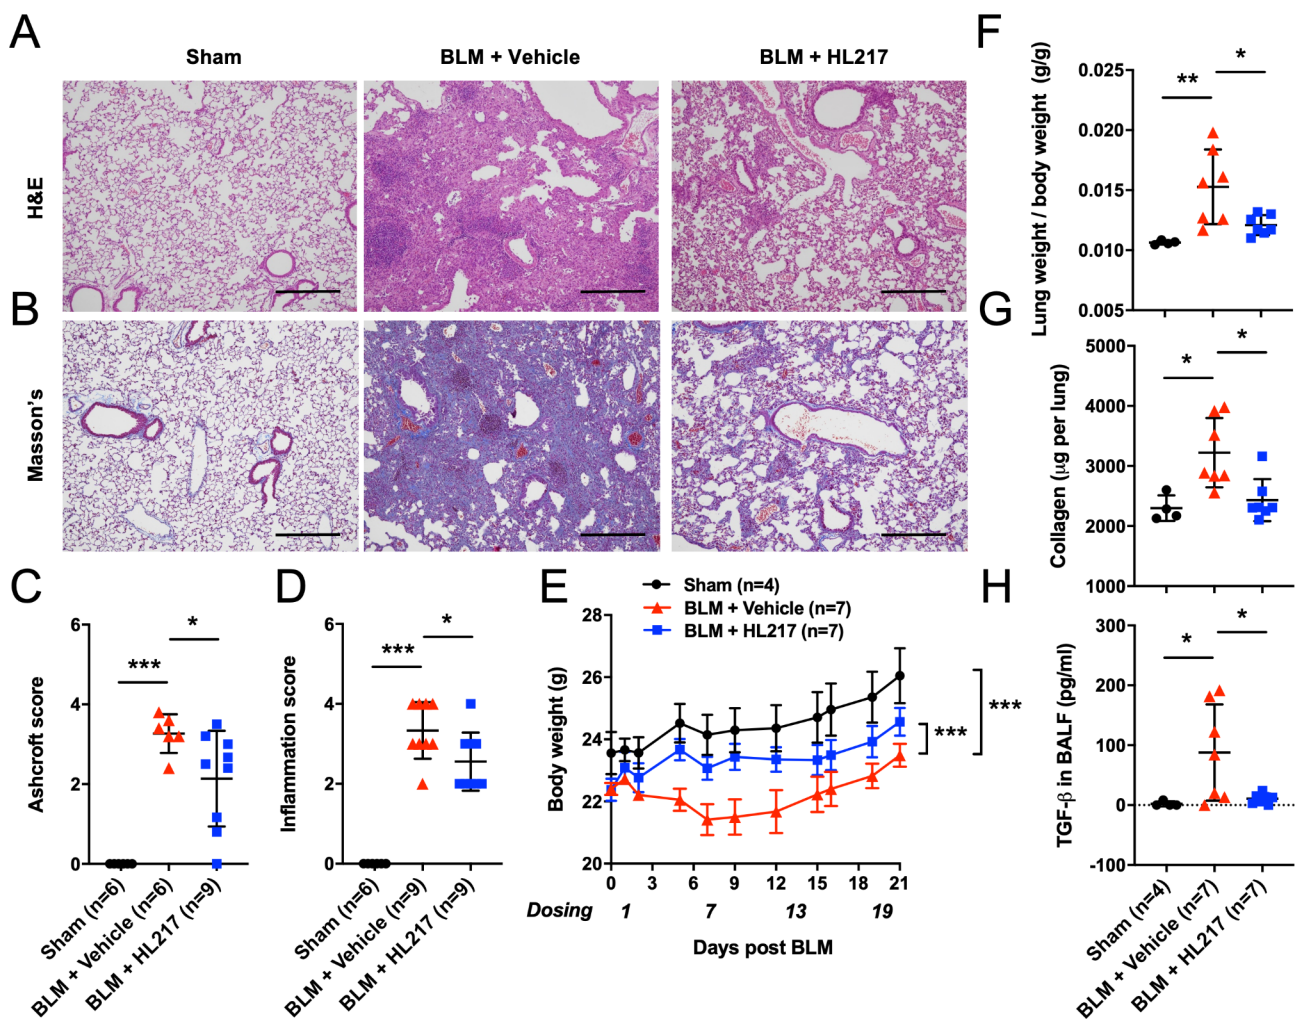 A
Sham
BLM + Vehicle
BLM + HL217
H&E
B
Masson's
C
6
4
2
0
Ashcroft score
***
*
Sham (n=6)
BLM + Vehicle (n=6)
BLM + HL217 (n=9)
D
6
4
2
0
Inflammation score
***
*
Sham (n=6)
BLM + Vehicle (n=9)
BLM + HL217 (n=9)
E
Sham (n=4)
BLM + Vehicle (n=7)
BLM + HL217 (n=7)
28
26
24
22
20
Body weight (g)
***
***
0 3 6 9 12 15 18 21
Dosing 1 7 13 19
Days post BLM
F
Lung weight / body weight (g/g)
0.025
0.020
0.015
0.010
0.005
**
*
G
Collagen (μg per lung)
5000
4000
3000
2000
1000
*
*
H
TGF-β in BALF (pg/ml)
300
200
100
0
-100
*
*
Sham (n=4)
BLM + Vehicle (n=7)
BLM + HL217 (n=7)